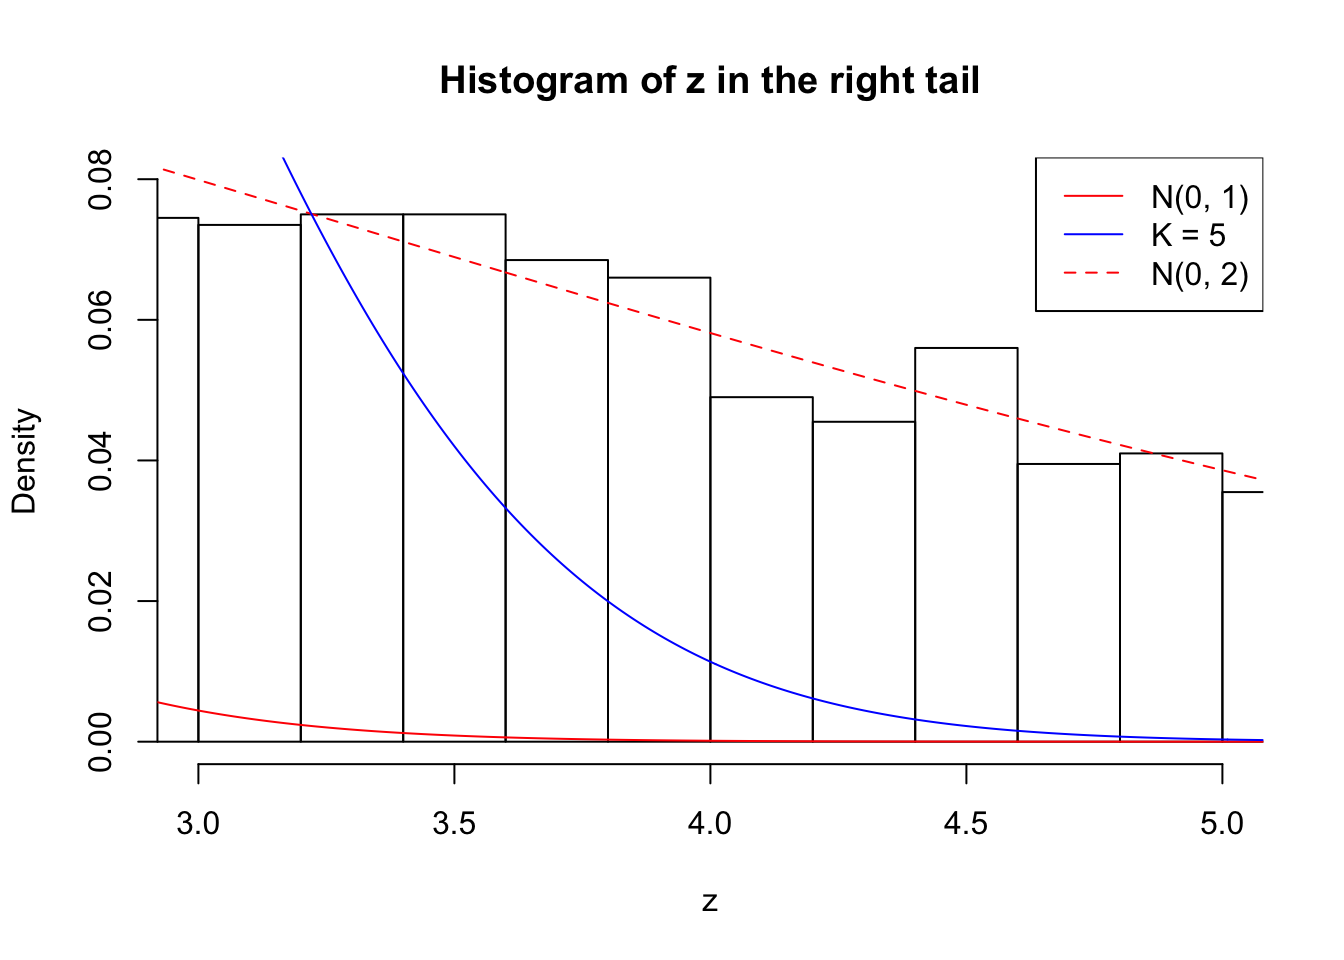 Histogram of z in the right tail
N(0, 1)
K = 5
N(0, 2)
Density
0.08
0.06
0.04
0.02
0.00
3.0 3.5 4.0 4.5 5.0
z